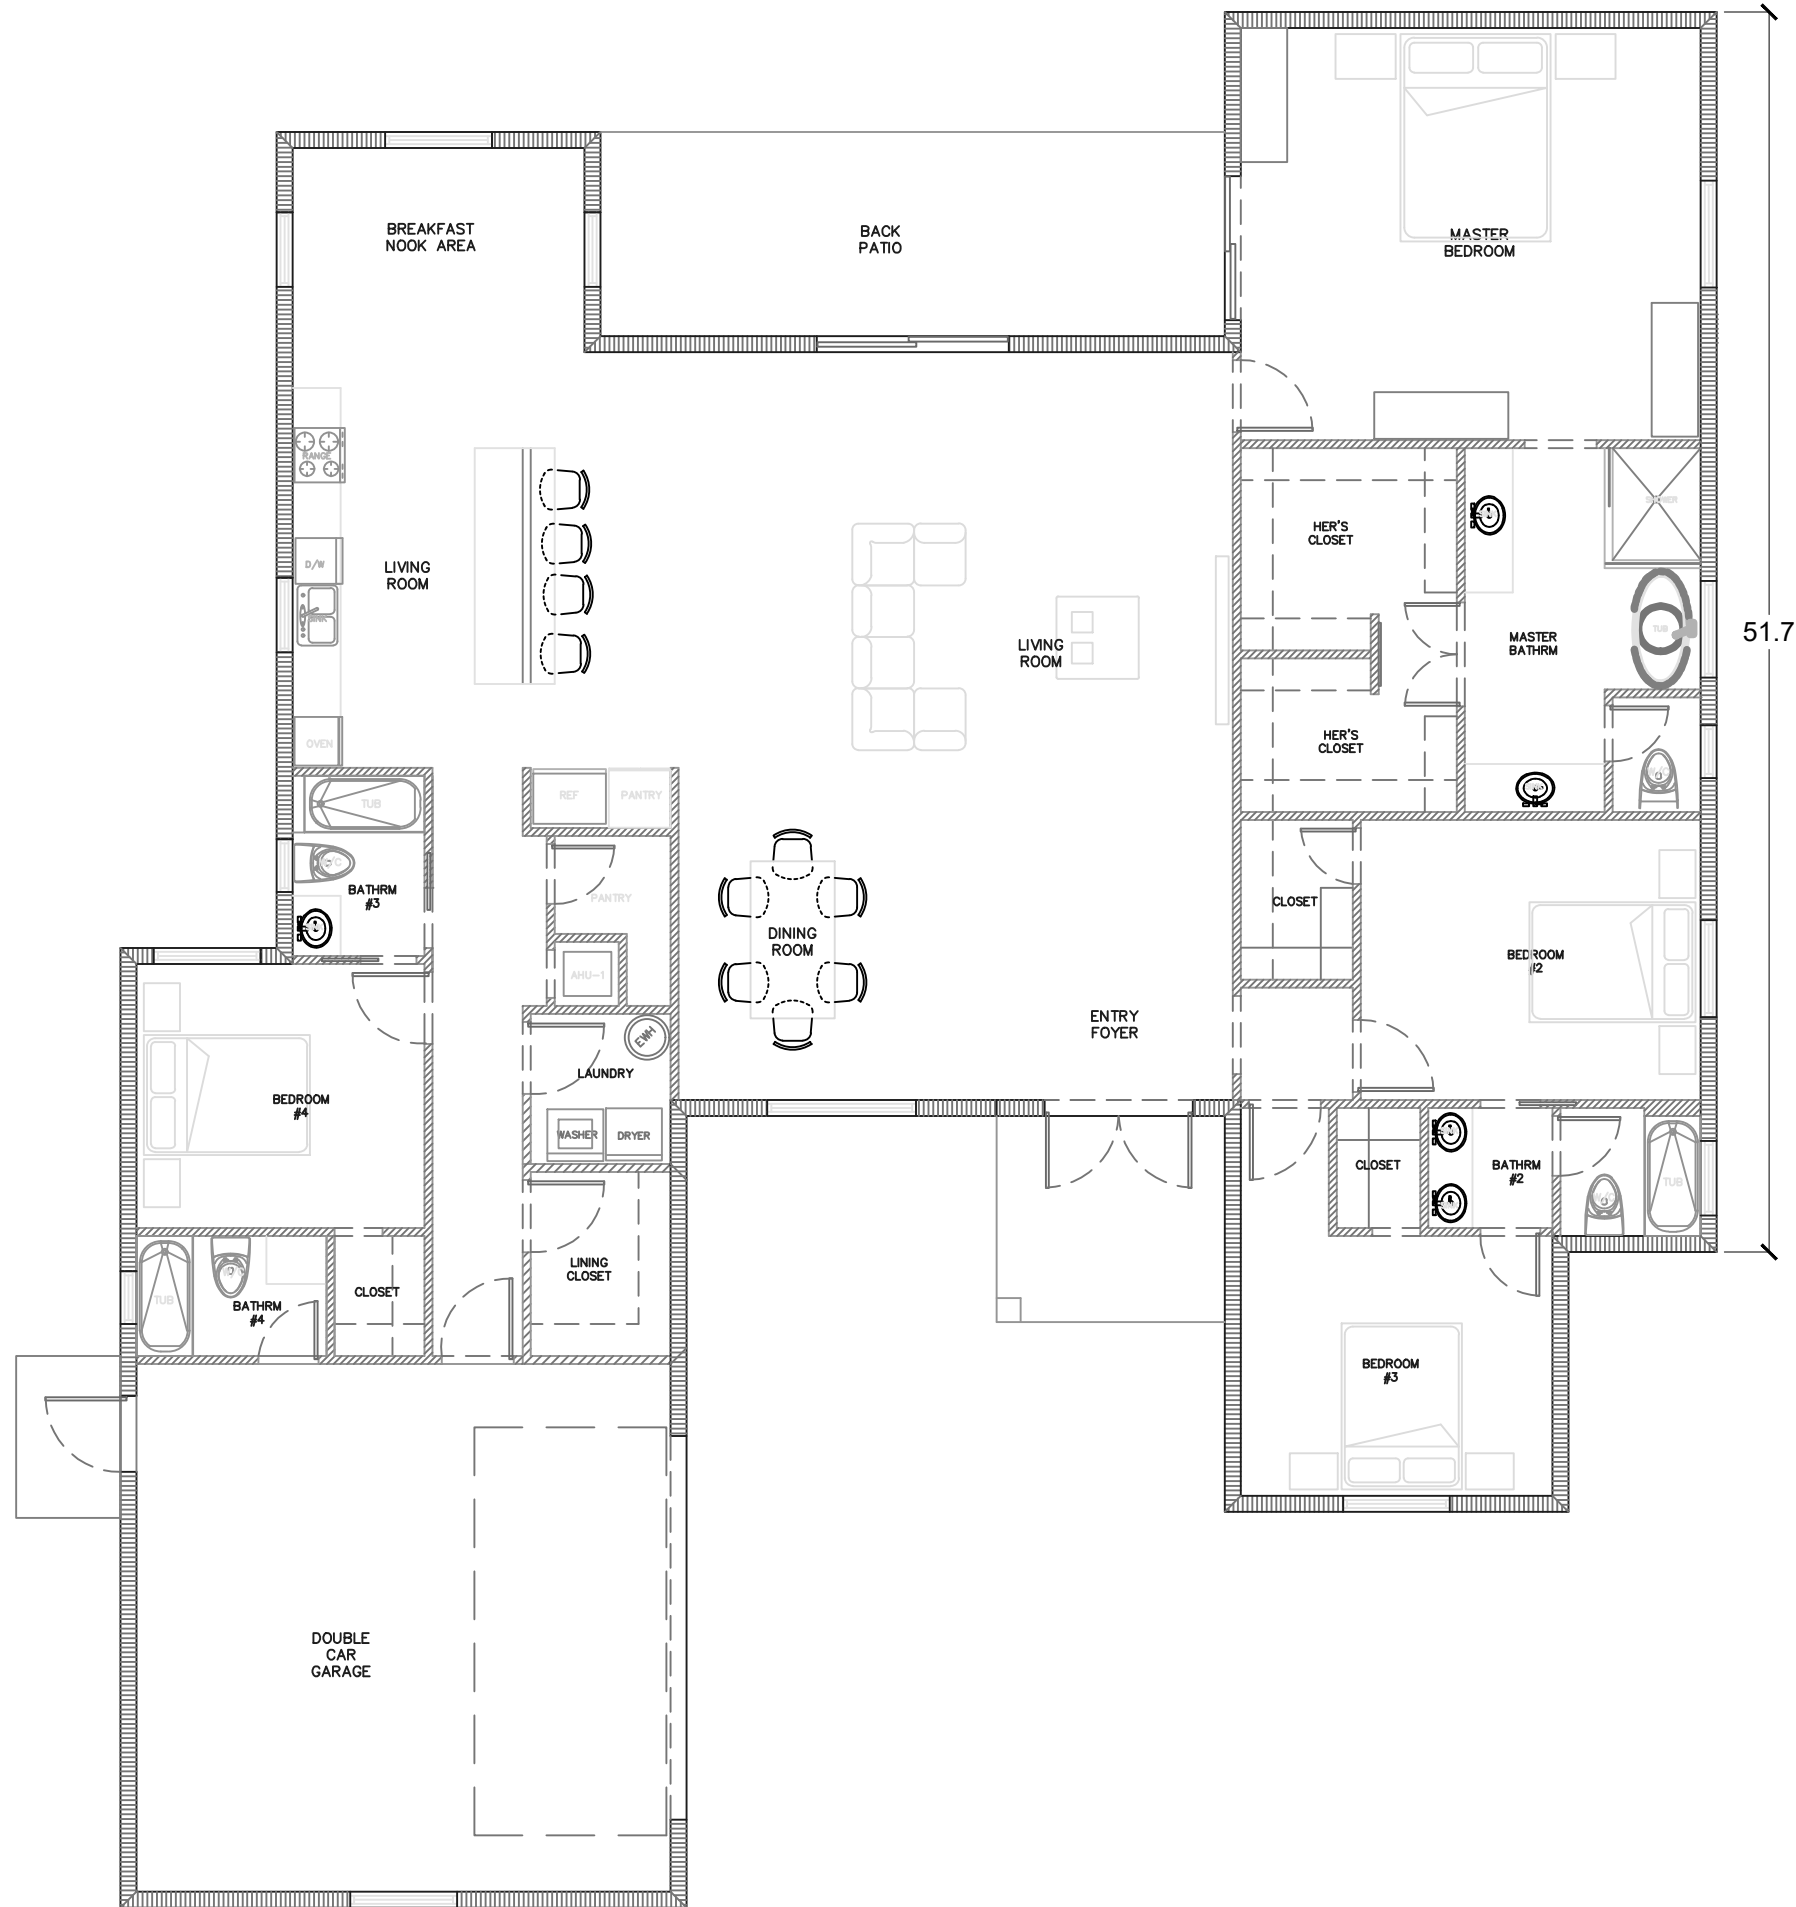 BREAKFAST
NOOK AREA
BACK
PATIO
MASTER
BEDROOM
RANGE
D/W
SINK
LIVING
ROOM
OVEN
LIVING
ROOM
HER'S
CLOSET
SHOWER
TUB
MASTER
BATHRM
51.7
HER'S
CLOSET
W/C
TUB
REF
PANTRY
W/C
BATHRM
#3
PANTRY
CLOSET
DINING
ROOM
BEDROOM
#2
AHU-1
ENTRY
FOYER
EWH
LAUNDRY
BEDROOM
#4
WASHER
DRYER
CLOSET
BATHRM
#2
W/C
TUB
LINING
CLOSET
TUB
BATHRM
#4
CLOSET
BEDROOM
#3
DOUBLE
CAR
GARAGE